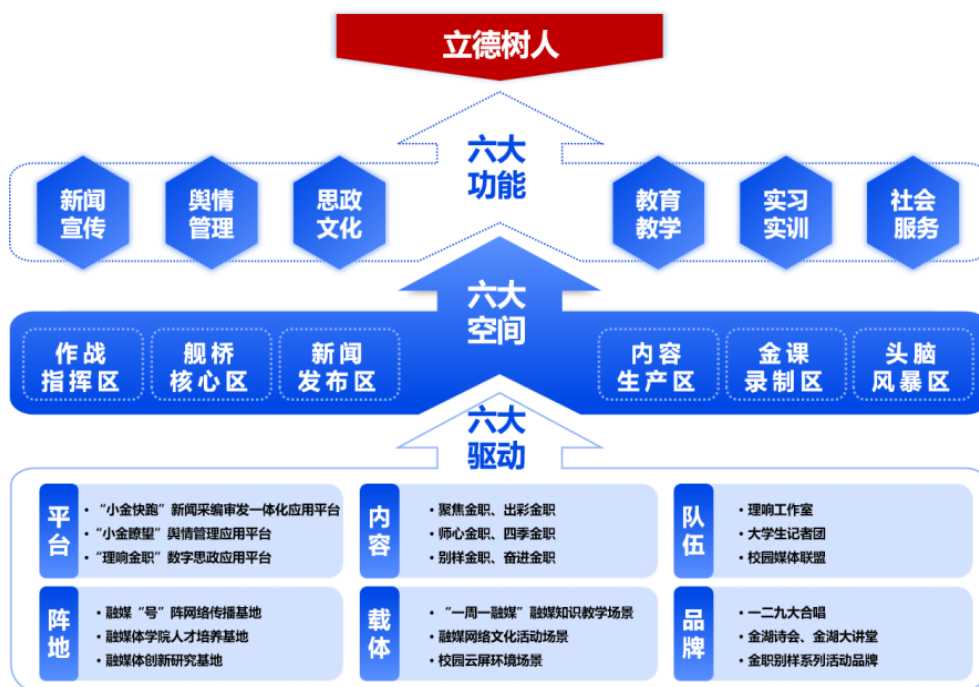 立德树人
六大
功能
新闻
宣传
舆情
管理
思政
文化
教育
教学
实习
实训
社会
服务
六大
空间
作战
指挥区
舰桥
核心区
新闻
发布区
内容
生产区
金课
录制区
头脑
风暴区
六大
驱动
平台
·“小金快跑”新闻采编审发一体化应用平台
·“小金瞭望”舆情管理应用平台
·“理响金职”数字思政应用平台
内容
·聚焦金职、出彩金职
·师心金职、四季金职
·别样金职、奋进金职
队伍
·理响工作室
·大学生记者团
·校园媒体联盟
阵地
·融媒“号”阵网络传播基地
·融媒体学院人才培养基地
·融媒体创新研究基地
载体
·“一周一融媒”融媒知识教学场景
·融媒网络文化活动场景
·校园云屏环境场景
品牌
·一二九大合唱
·金湖诗会、金湖大讲堂
·金职别样系列活动品牌